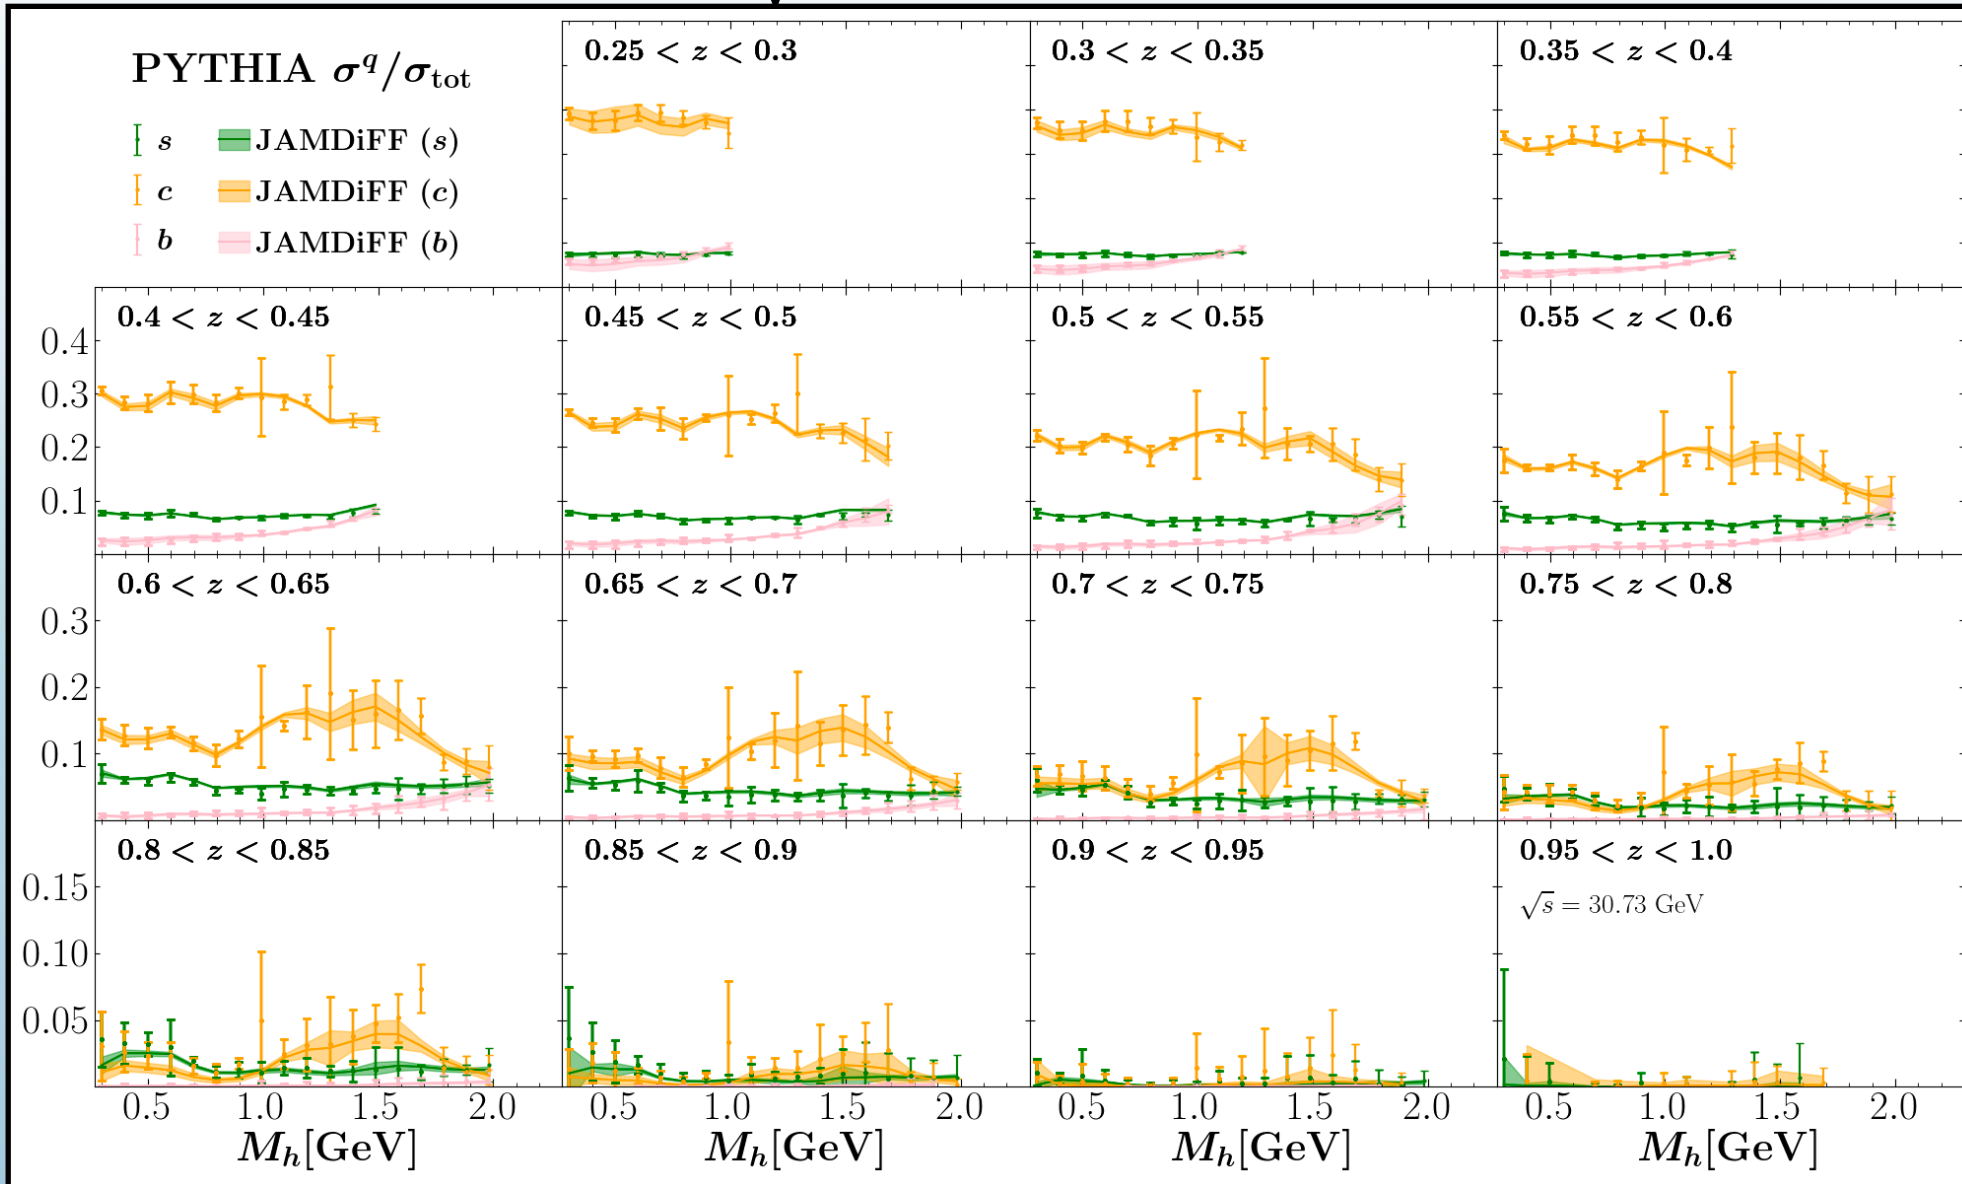 PYTHIA σ^q/σ_tot
s JAMDiFF (s)
c JAMDiFF (c)
b JAMDiFF (b)
0.25 < z < 0.3
0.3 < z < 0.35
0.35 < z < 0.4
0.4 < z < 0.45
0.45 < z < 0.5
0.5 < z < 0.55
0.55 < z < 0.6
0.4
0.3
0.2
0.1
0.6 < z < 0.65
0.65 < z < 0.7
0.7 < z < 0.75
0.75 < z < 0.8
0.3
0.2
0.1
0.8 < z < 0.85
0.85 < z < 0.9
0.9 < z < 0.95
0.95 < z < 1.0
√s = 30.73 GeV
0.15
0.10
0.05
0.5 1.0 1.5 2.0
0.5 1.0 1.5 2.0
0.5 1.0 1.5 2.0
0.5 1.0 1.5 2.0
M_h[GeV]
M_h[GeV]
M_h[GeV]
M_h[GeV]